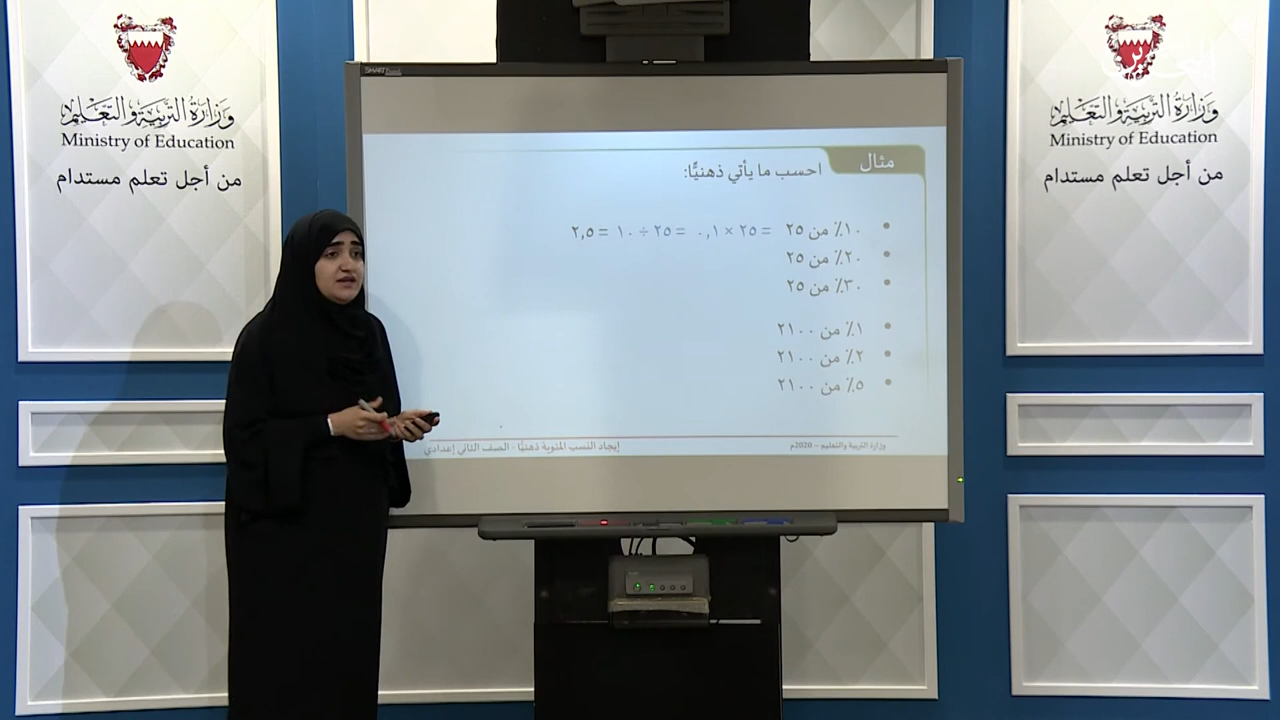 وزارة التربية والتعليم
Ministry of Education
من أجل تعلم مستدام
وزارة التربية والتعليم
Ministry of Education
من أجل تعلم مستدام
SMART
مثال
احسب ما يأتي ذهنيًّا:
١٠٪ من ٢٥ = ٢٥ × ٠,١ = ٢٥ ÷ ١٠ = ٢,٥
٢٠٪ من ٢٥
٣٠٪ من ٢٥
١٪ من ٢١٠٠
٢٪ من ٢١٠٠
٥٪ من ٢١٠٠
وزارة التربية والتعليم – 2020م
إيجاد النسب المئوية ذهنيًّا - الصف الثاني إعدادي